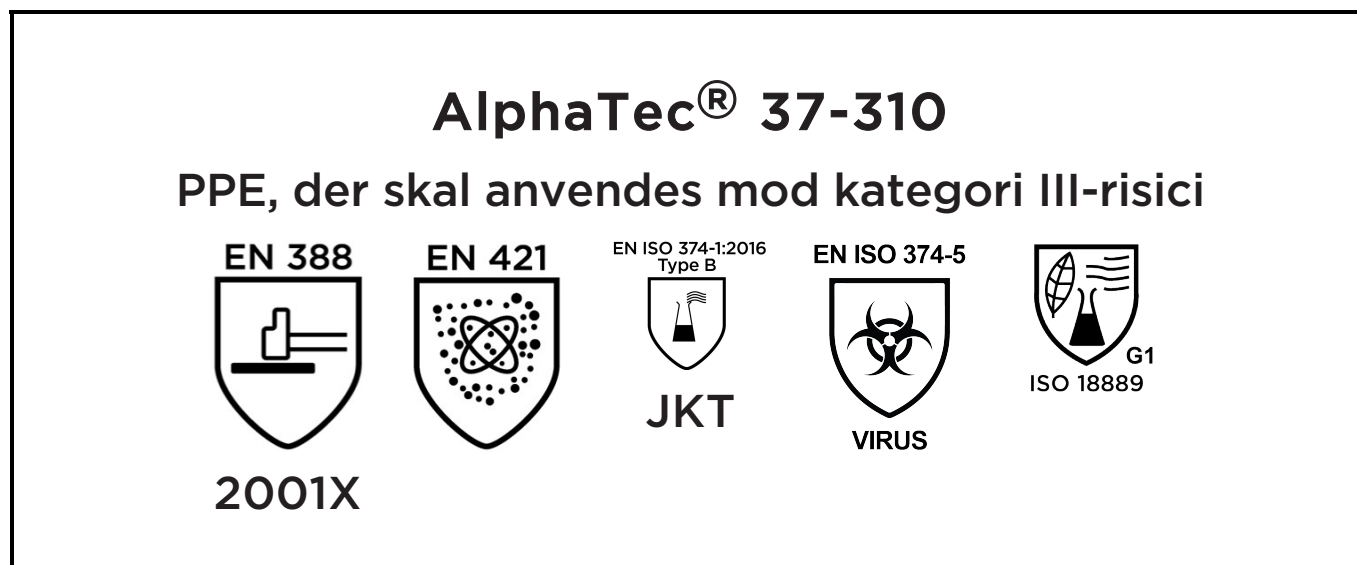 AlphaTec® 37-310
PPE, der skal anvendes mod kategori III-risici
EN 388
2001X
EN 421
EN ISO 374-1:2016
Type B
JKT
EN ISO 374-5
VIRUS
G1
ISO 18889